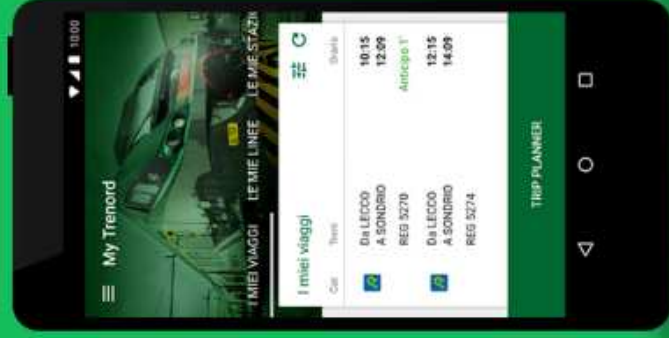 10:00
My Trenord
I MIEI VIAGGI LE MIE LINEE LE MIE STAZIO
I miei viaggi
Cat Treni Orario
Da LECCO 10:15
A SONDRIO 12:09
REG 5270 Anticipo 1'
Da LECCO 12:15
A SONDRIO 14:09
REG 5274
TRIP PLANNER